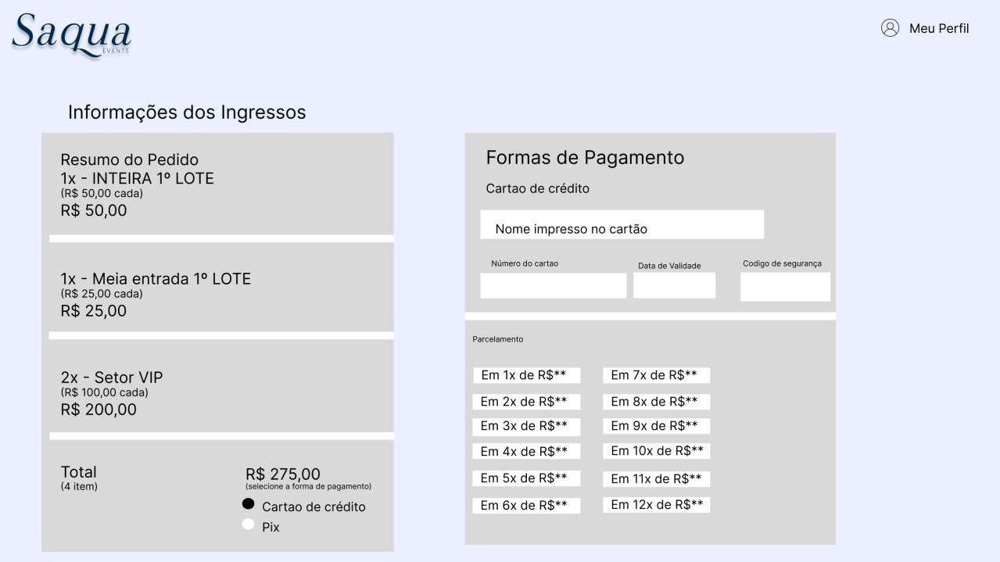 Saqua
EVENTS
Meu Perfil
Informações dos Ingressos
Resumo do Pedido
1x - INTEIRA 1º LOTE
(R$ 50,00 cada)
R$ 50,00
1x - Meia entrada 1º LOTE
(R$ 25,00 cada)
R$ 25,00
2x - Setor VIP
(R$ 100,00 cada)
R$ 200,00
Total
(4 item)
R$ 275,00
(selecione a forma de pagamento)
Cartao de crédito
Pix
Formas de Pagamento
Cartao de crédito
Nome impresso no cartão
Número do cartao
Data de Validade
Codigo de segurança
Parcelamento
Em 1x de R$**
Em 2x de R$**
Em 3x de R$**
Em 4x de R$**
Em 5x de R$**
Em 6x de R$**
Em 7x de R$**
Em 8x de R$**
Em 9x de R$**
Em 10x de R$**
Em 11x de R$**
Em 12x de R$**